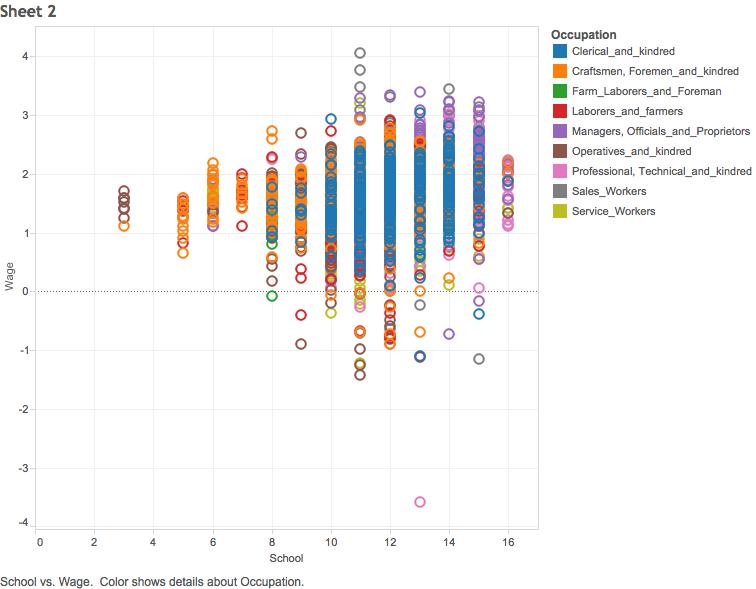 Sheet 2
Occupation
Clerical_and_kindred
Craftsmen, Foremen_and_kindred
Farm_Laborers_and_Foreman
Laborers_and_farmers
Managers, Officials_and_Proprietors
Operatives_and_kindred
Professional, Technical_and_kindred
Sales_Workers
Service_Workers
Wage
4
3
2
1
0
-1
-2
-3
-4
0 2 4 6 8 10 12 14 16
School
School vs. Wage. Color shows details about Occupation.